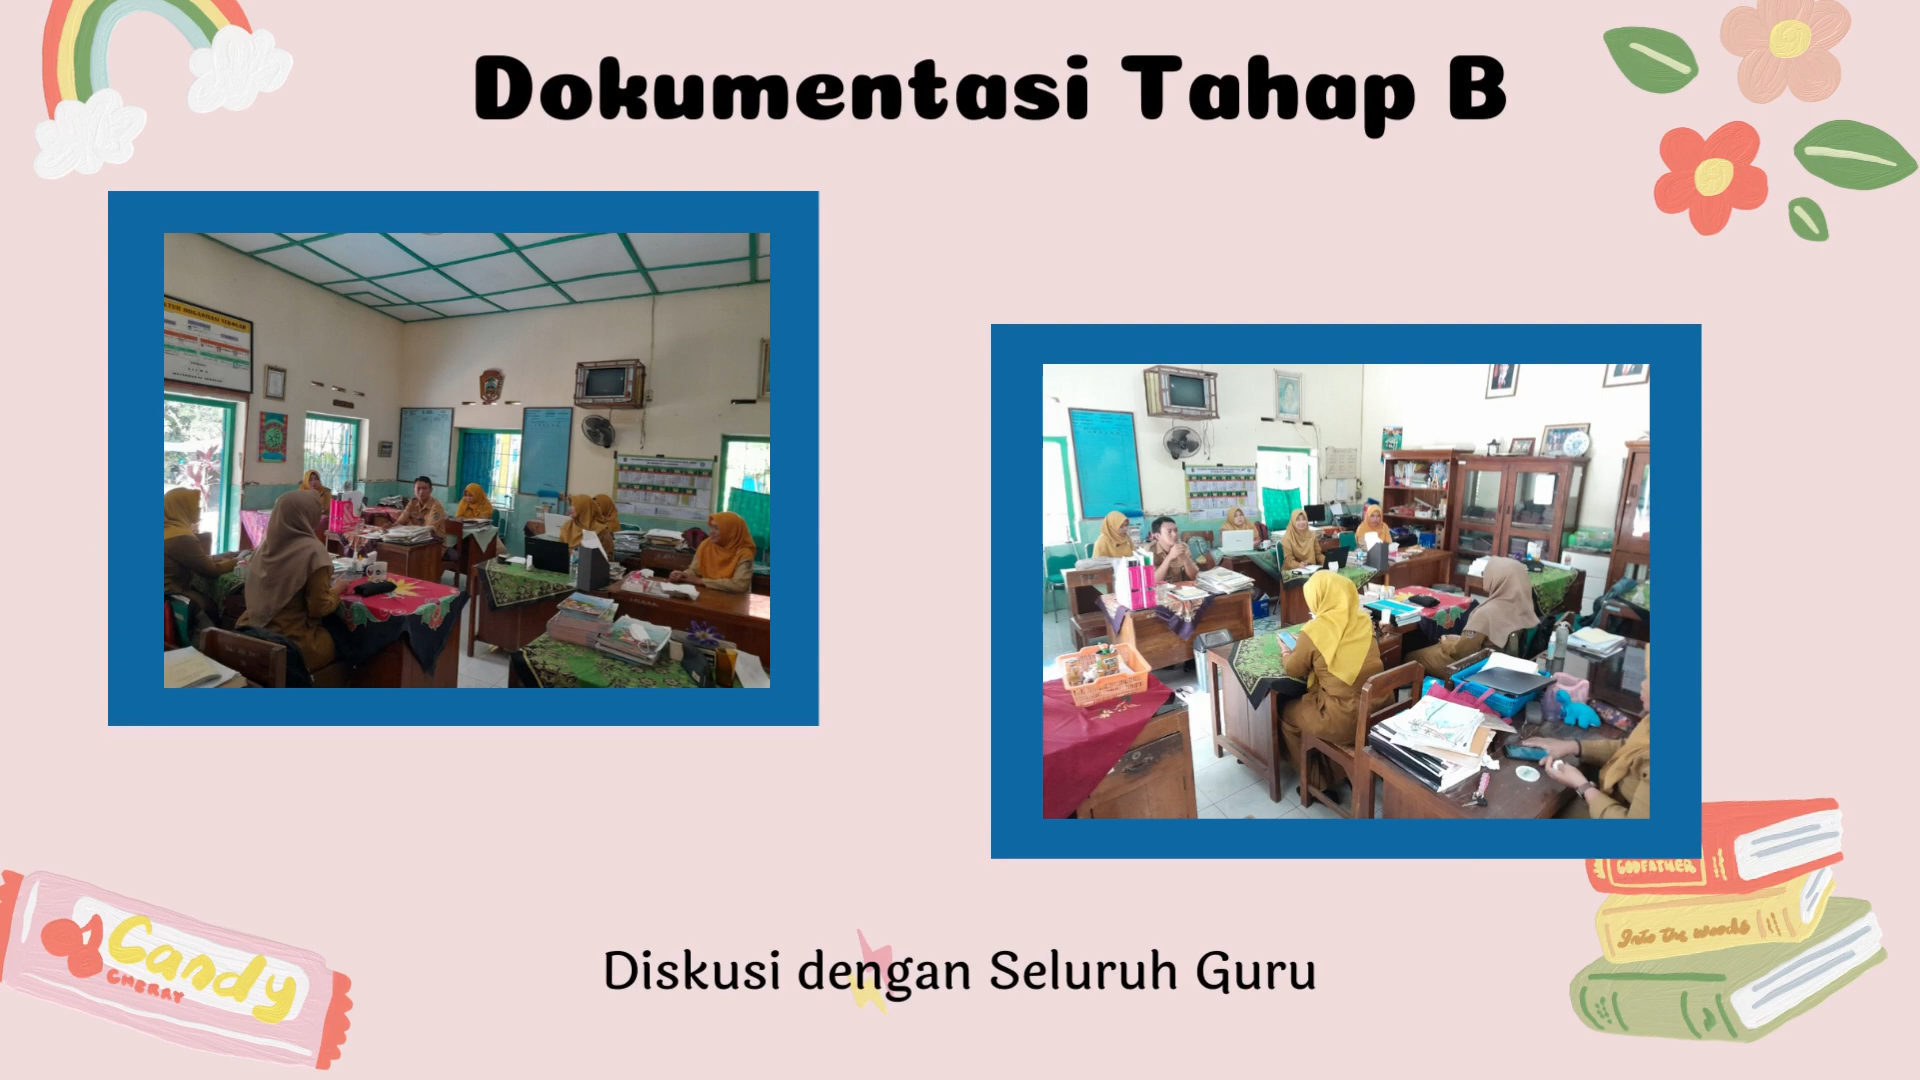 Dokumentasi Tahap B
GODFATHER
Into the woods
Candy
CHERRY
Diskusi dengan Seluruh Guru